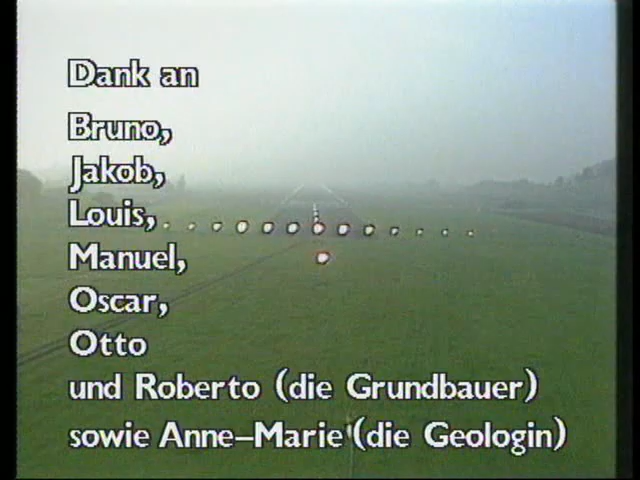 Dank an
Bruno,
Jakob,
Louis,
Manuel,
Oscar,
Otto
und Roberto (die Grundbauer)
sowie Anne-Marie (die Geologin)